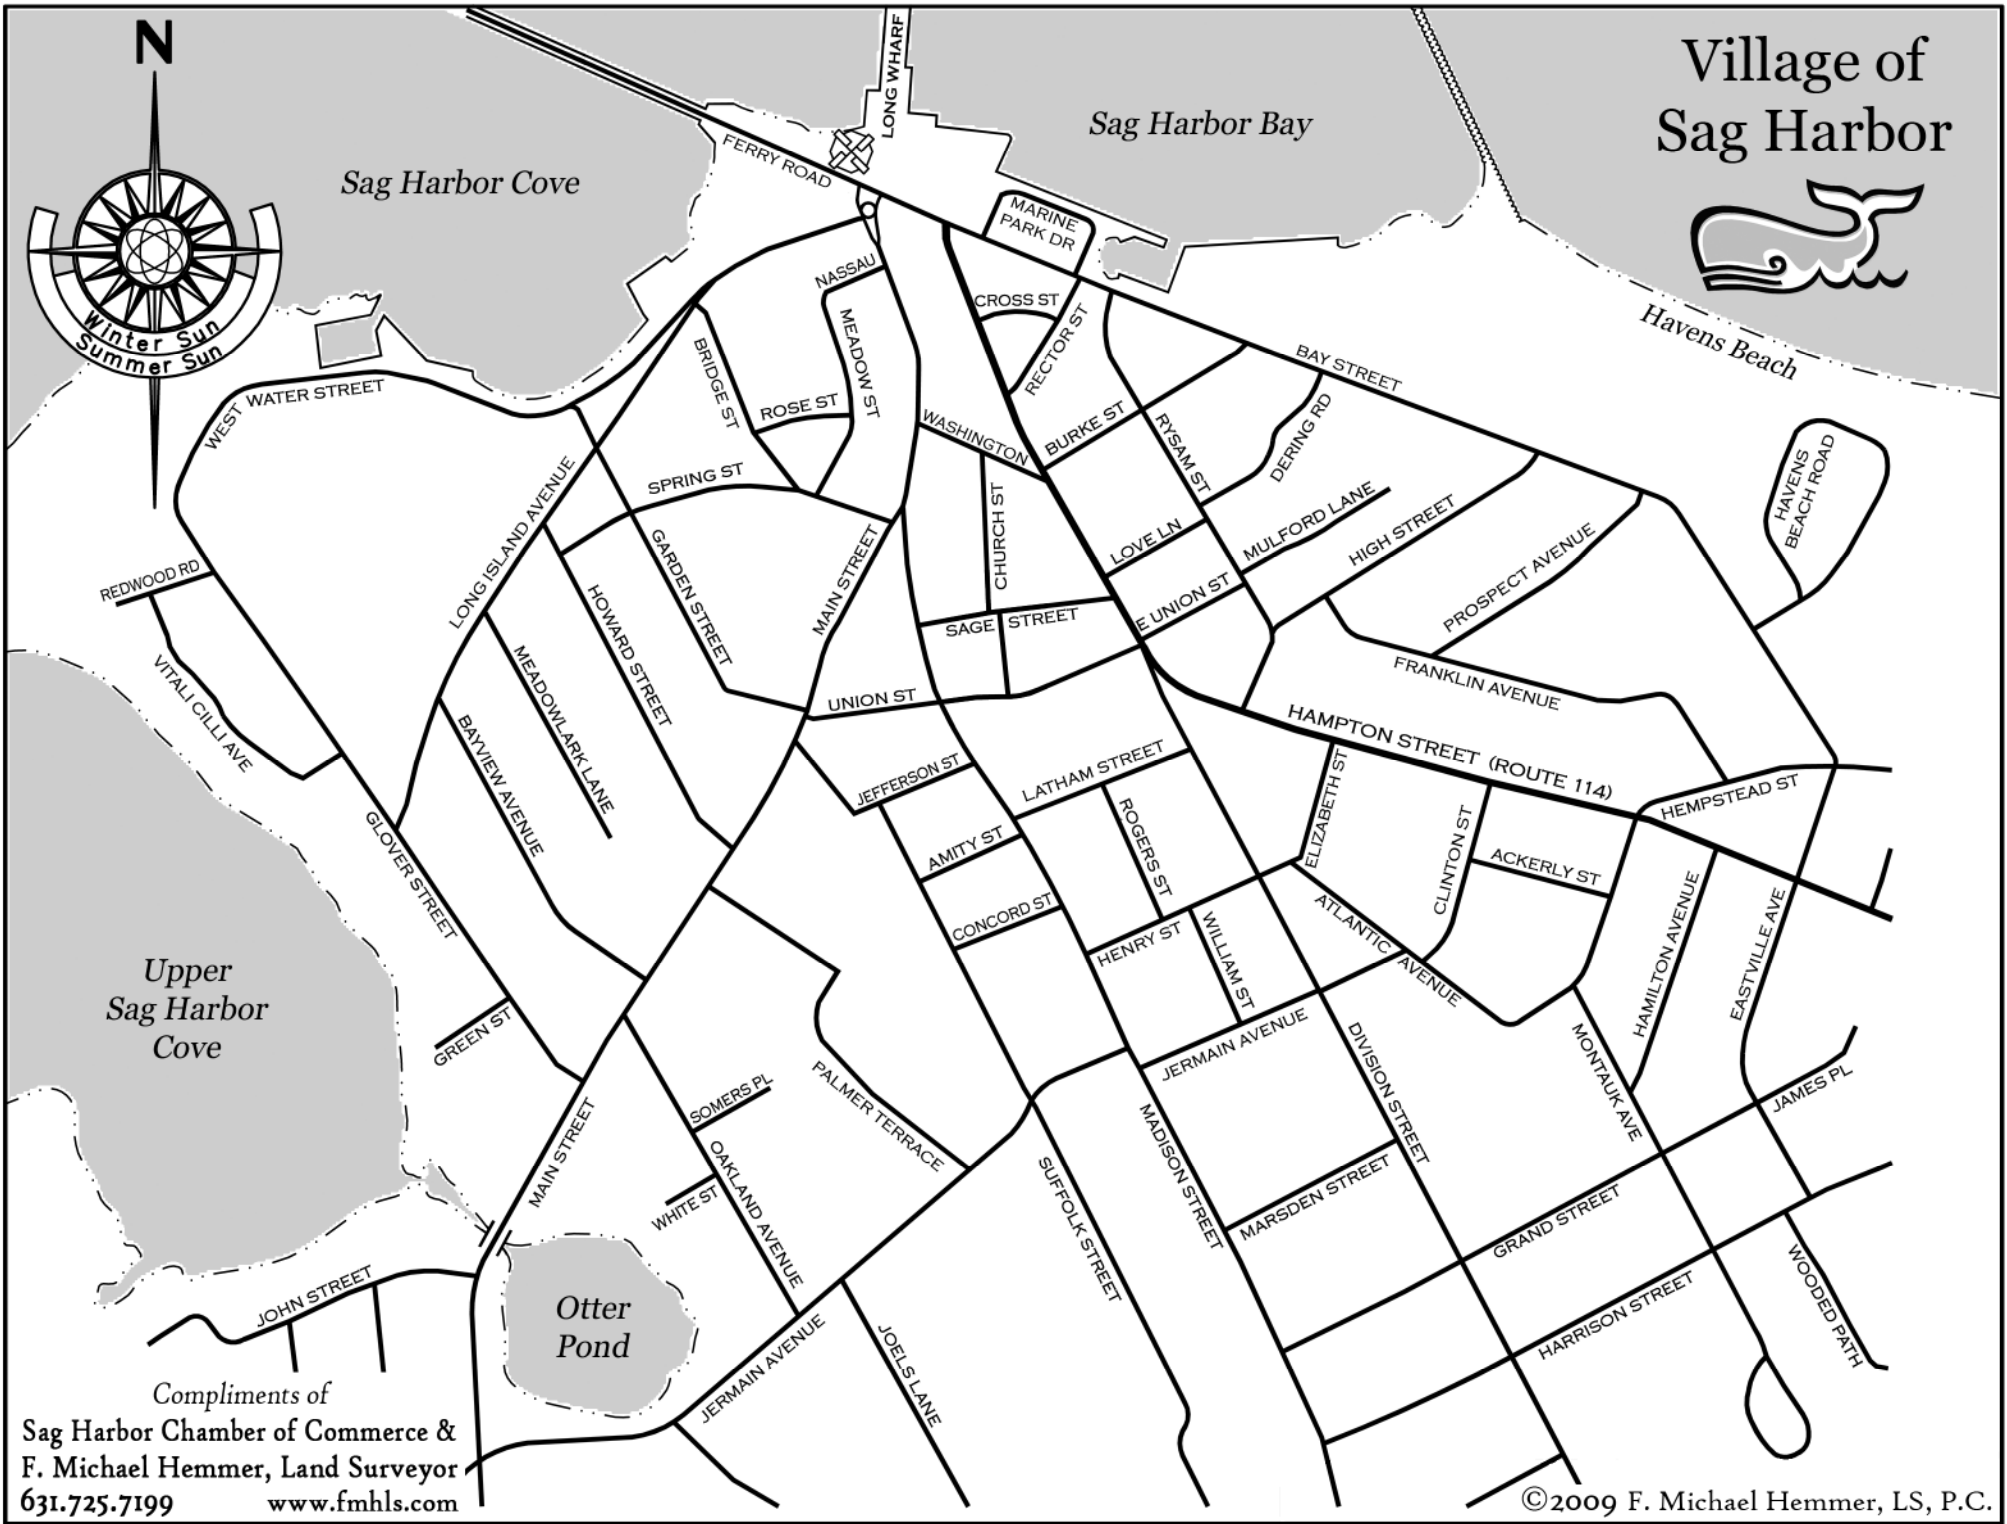 N
Winter Sun
Summer Sun
Village of
Sag Harbor
Sag Harbor Cove
Sag Harbor Bay
Havens Beach
LONG WHARF
FERRY ROAD
MARINE
PARK DR
NASSAU
CROSS ST
RECTOR ST
MEADOW ST
BRIDGE ST
ROSE ST
BAY STREET
WEST
WATER STREET
WASHINGTON
BURKE ST
RYSAM ST
DERING RD
HAVENS
BEACH ROAD
SPRING ST
LONG ISLAND AVENUE
CHURCH ST
LOVE LN
MULFORD LANE
HIGH STREET
PROSPECT AVENUE
REDWOOD RD
GARDEN STREET
MAIN STREET
HOWARD STREET
SAGE STREET
E UNION ST
VITALI CILLI AVE
MEADOWLARK LANE
UNION ST
FRANKLIN AVENUE
BAYVIEW AVENUE
HAMPTON STREET (ROUTE 114)
JEFFERSON ST
LATHAM STREET
ELIZABETH ST
HEMPSTEAD ST
GLOVER STREET
AMITY ST
ROGERS ST
CLINTON ST
ACKERLY ST
CONCORD ST
HENRY ST
WILLIAM ST
ATLANTIC AVENUE
HAMILTON AVENUE
EASTVILLE AVE
Upper
Sag Harbor
Cove
GREEN ST
JERMAIN AVENUE
DIVISION STREET
MONTAUK AVE
JAMES PL
SOMERS PL
PALMER TERRACE
MAIN STREET
OAKLAND AVENUE
WHITE ST
SUFFOLK STREET
MADISON STREET
MARSDEN STREET
GRAND STREET
HARRISON STREET
WOODED PATH
JOHN STREET
Otter
Pond
JERMAIN AVENUE
JOELS LANE
Compliments of
Sag Harbor Chamber of Commerce &
F. Michael Hemmer, Land Surveyor
631.725.7199 www.fmhls.com
©2009 F. Michael Hemmer, LS, P.C.